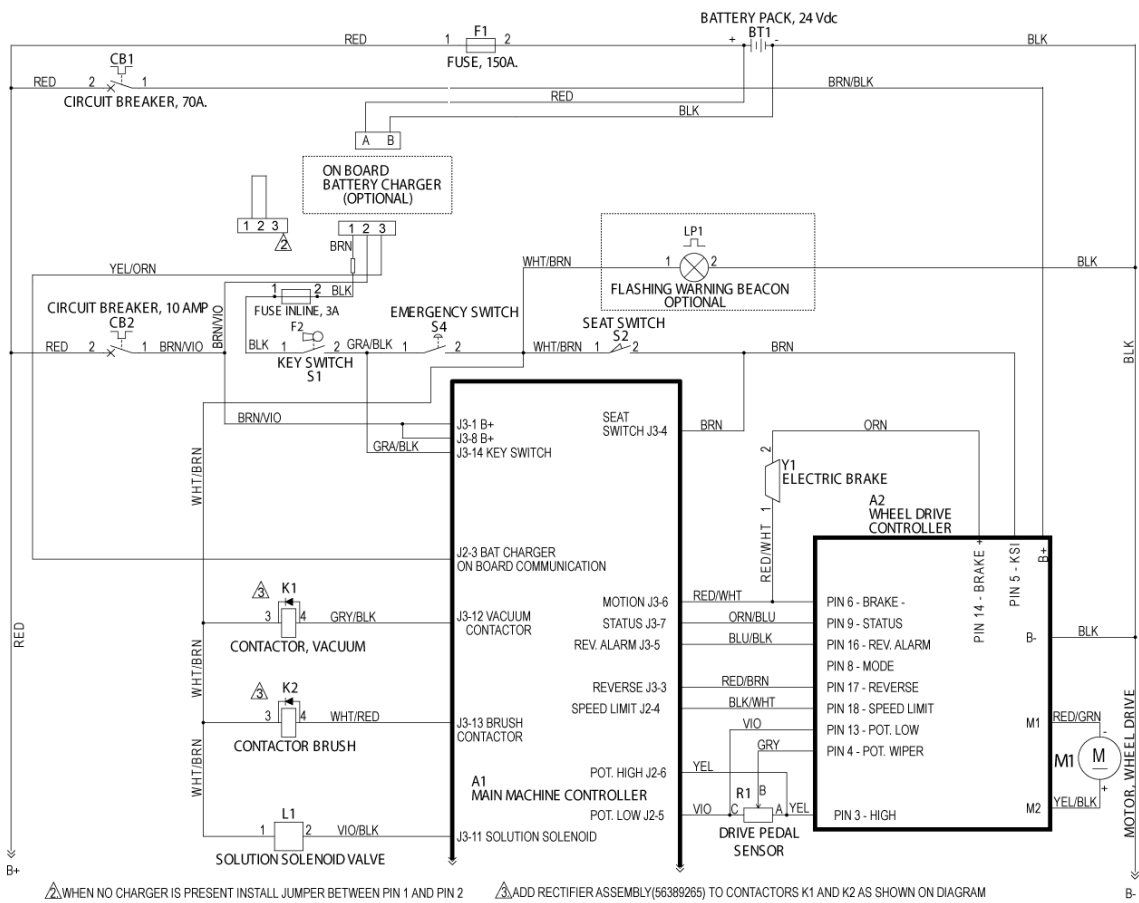 BATTERY PACK, 24 Vdc
BT1
+ -
RED 1 F1 2
FUSE, 150A.
BLK
CB1
RED 2 1
CIRCUIT BREAKER, 70A.
BRN/BLK
RED
BLK
A B
ON BOARD
BATTERY CHARGER
(OPTIONAL)
1 2 3
2
1 2 3
BRN
LP1
WHT/BRN 1 2 BLK
FLASHING WARNING BEACON
OPTIONAL
YEL/ORN
1 2 BLK
FUSE INLINE, 3A
F2
BRN/VIO
CIRCUIT BREAKER, 10 AMP
CB2
RED 2 1 BRN/VIO
BLK 1 2 GRA/BLK
KEY SWITCH
S1
EMERGENCY SWITCH
S4
1 2
SEAT SWITCH
S2
WHT/BRN 1 2 BRN
BLK
BRN/VIO
J3-1 B+
J3-8 B+
GRA/BLK
J3-14 KEY SWITCH
SEAT
SWITCH J3-4
BRN
ORN
2
Y1
ELECTRIC BRAKE
1
RED/WHT
A2
WHEEL DRIVE
CONTROLLER
WHT/BRN
J2-3 BAT CHARGER
ON BOARD COMMUNICATION
PIN 14 - BRAKE +
PIN 5 - KSI
B+
3 K1
3 4 GRY/BLK
CONTACTOR, VACUUM
J3-12 VACUUM
CONTACTOR
MOTION J3-6 RED/WHT PIN 6 - BRAKE -
STATUS J3-7 ORN/BLU PIN 9 - STATUS
REV. ALARM J3-5 BLU/BLK PIN 16 - REV. ALARM
PIN 8 - MODE
REVERSE J3-3 RED/BRN PIN 17 - REVERSE
SPEED LIMIT J2-4 BLK/WHT PIN 18 - SPEED LIMIT
VIO PIN 13 - POT. LOW
GRY PIN 4 - POT. WIPER
B- BLK
RED
WHT/BRN
3 K2
3 4 WHT/RED
CONTACTOR BRUSH
J3-13 BRUSH
CONTACTOR
WHT/BRN
A1
MAIN MACHINE CONTROLLER
POT. HIGH J2-6 YEL
POT. LOW J2-5 VIO C R1 B A YEL PIN 3 - HIGH
DRIVE PEDAL
SENSOR
M1 RED/GRN
-
M1 M
+
M2 YEL/BLK
MOTOR, WHEEL DRIVE
L1
1 2 VIO/BLK
SOLUTION SOLENOID VALVE
J3-11 SOLUTION SOLENOID
B+
B-
2 WHEN NO CHARGER IS PRESENT INSTALL JUMPER BETWEEN PIN 1 AND PIN 2
3 ADD RECTIFIER ASSEMBLY(56389265) TO CONTACTORS K1 AND K2 AS SHOWN ON DIAGRAM